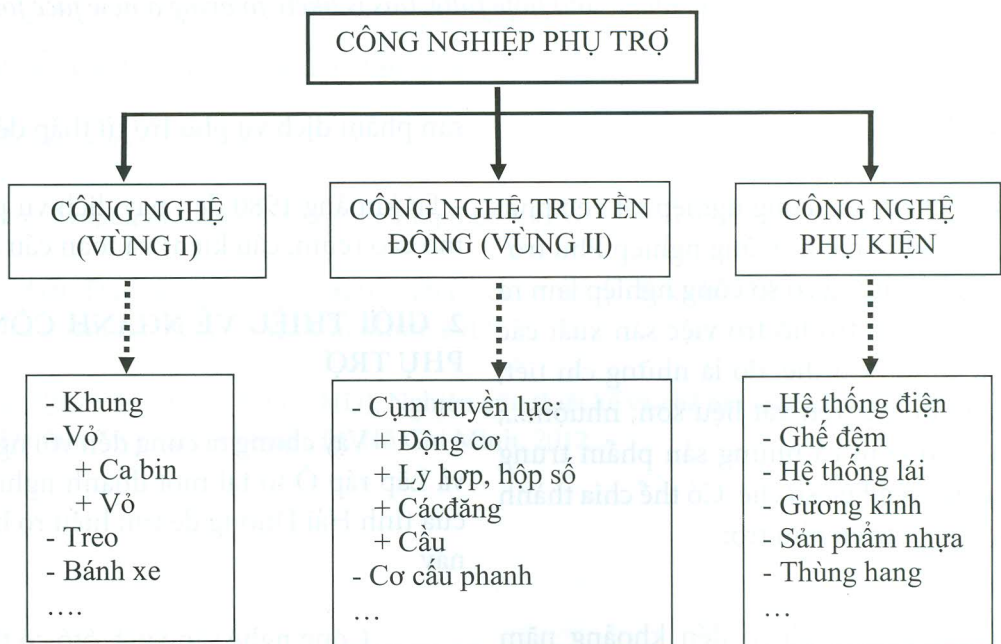 CÔNG NGHIỆP PHỤ TRỢ
CÔNG NGHỆ
(VÙNG I)
CÔNG NGHỆ TRUYỀN
ĐỘNG (VÙNG II)
CÔNG NGHỆ
PHỤ KIỆN
- Khung
- Vỏ
+ Ca bin
+ Vỏ
- Treo
- Bánh xe
….
- Cụm truyền lực:
+ Động cơ
+ Ly hợp, hộp số
+ Cácđăng
+ Cầu
- Cơ cấu phanh
…
- Hệ thống điện
- Ghế đệm
- Hệ thống lái
- Gương kính
- Sản phẩm nhựa
- Thùng hang
…